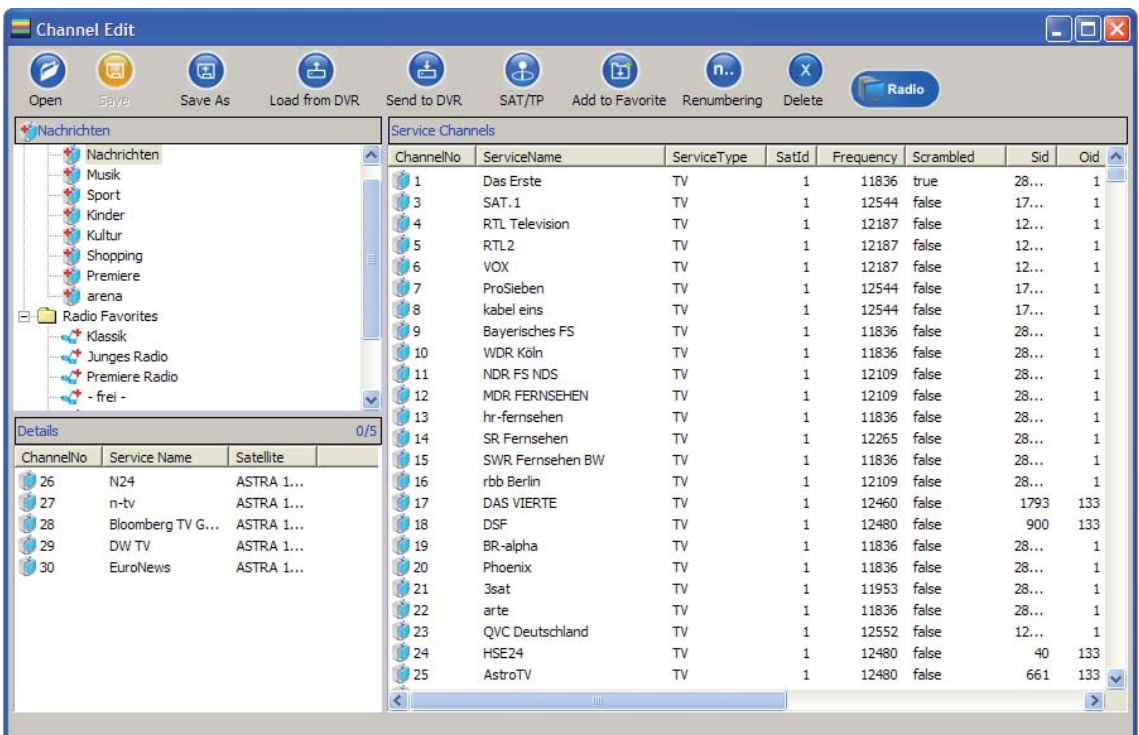 Channel Edit
Open Save Save As Load from DVR Send to DVR SAT/TP Add to Favorite Renumbering Delete Radio
Nachrichten
Nachrichten
Musik
Sport
Kinder
Kultur
Shopping
Premiere
arena
Radio Favorites
Klassik
Junges Radio
Premiere Radio
- frei -
Details 0/5
ChannelNo Service Name Satellite
26 N24 ASTRA 1...
27 n-tv ASTRA 1...
28 Bloomberg TV G... ASTRA 1...
29 DW TV ASTRA 1...
30 EuroNews ASTRA 1...
Service Channels
ChannelNo ServiceName ServiceType SatId Frequency Scrambled Sid Oid
1 Das Erste TV 1 11836 true 28... 1
3 SAT.1 TV 1 12544 false 17... 1
4 RTL Television TV 1 12187 false 12... 1
5 RTL2 TV 1 12187 false 12... 1
6 VOX TV 1 12187 false 12... 1
7 ProSieben TV 1 12544 false 17... 1
8 kabel eins TV 1 12544 false 17... 1
9 Bayerisches FS TV 1 11836 false 28... 1
10 WDR Köln TV 1 11836 false 28... 1
11 NDR FS NDS TV 1 12109 false 28... 1
12 MDR FERNSEHEN TV 1 12109 false 28... 1
13 hr-fernsehen TV 1 11836 false 28... 1
14 SR Fernsehen TV 1 12265 false 28... 1
15 SWR Fernsehen BW TV 1 11836 false 28... 1
16 rbb Berlin TV 1 12109 false 28... 1
17 DAS VIERTE TV 1 12460 false 1793 133
18 DSF TV 1 12480 false 900 133
19 BR-alpha TV 1 11836 false 28... 1
20 Phoenix TV 1 11836 false 28... 1
21 3sat TV 1 11953 false 28... 1
22 arte TV 1 11836 false 28... 1
23 QVC Deutschland TV 1 12552 false 12... 1
24 HSE24 TV 1 12480 false 40 133
25 AstroTV TV 1 12480 false 661 133